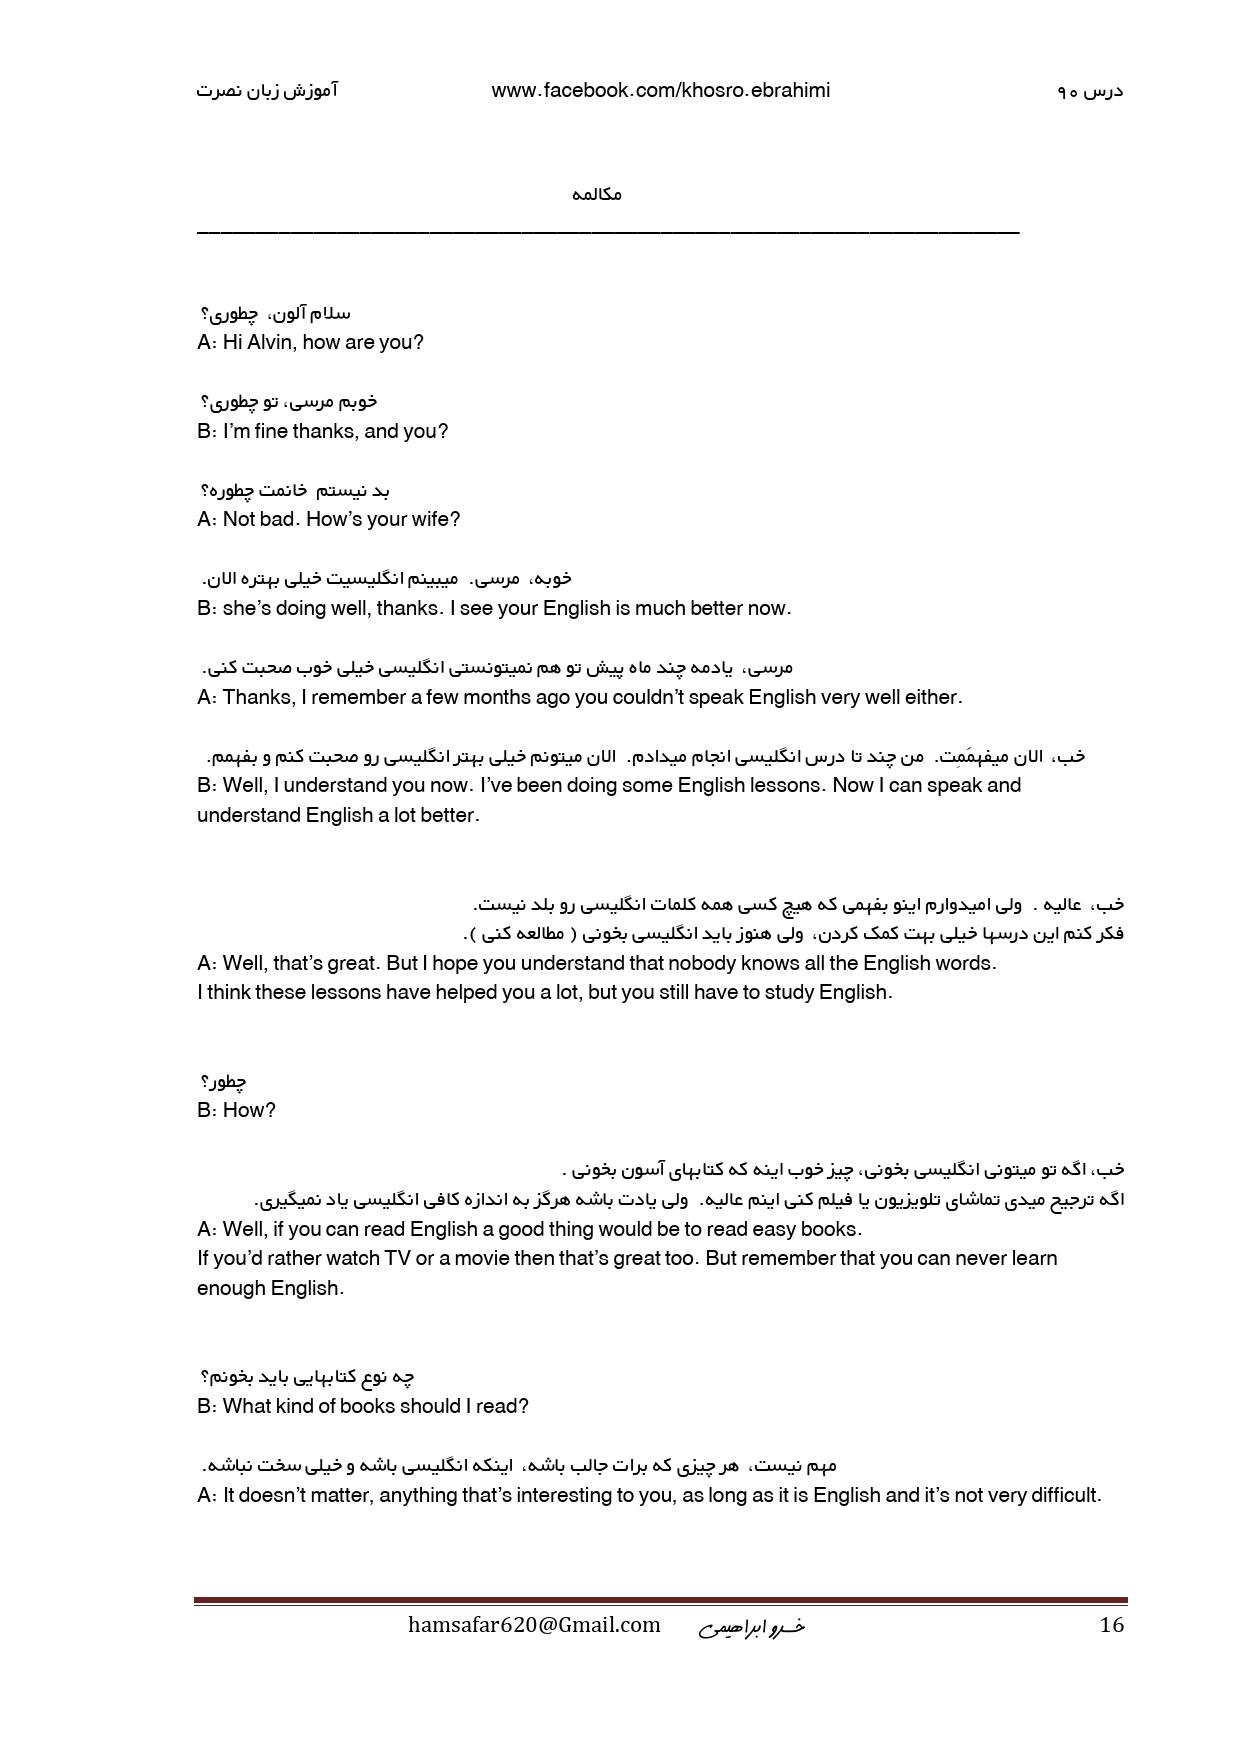 درس ۹۰ www.facebook.com/khosro.ebrahimi آموزش زبان نصرت
مکالمه
سلام آلون، چطوری؟
A: Hi Alvin, how are you?
خوبم مرسی، تو چطوری؟
B: I’m fine thanks, and you?
بد نیستم خانمت چطوره؟
A: Not bad. How’s your wife?
خوبه، مرسی. میبینم انگلیسیت خیلی بهتره الان.
B: she’s doing well, thanks. I see your English is much better now.
مرسی، یادمه چند ماه پیش تو هم نمیتونستی انگلیسی خیلی خوب صحبت کنی.
A: Thanks, I remember a few months ago you couldn’t speak English very well either.
خب، الان میفهمَمِت. من چند تا درس انگلیسی انجام میدادم. الان میتونم خیلی بهتر انگلیسی رو صحبت کنم و بفهمم.
B: Well, I understand you now. I’ve been doing some English lessons. Now I can speak and
understand English a lot better.
خب، عالیه . ولی امیدوارم اینو بفهمی که هیچ کسی همه کلمات انگلیسی رو بلد نیست.
فکر کنم این درسها خیلی بهت کمک کردن، ولی هنوز باید انگلیسی بخونی ( مطالعه کنی ).
A: Well, that’s great. But I hope you understand that nobody knows all the English words.
I think these lessons have helped you a lot, but you still have to study English.
چطور؟
B: How?
خب، اگه تو میتونی انگلیسی بخونی، چیز خوب اینه که کتابهای آسون بخونی .
اگه ترجیح میدی تماشای تلویزیون یا فیلم کنی اینم عالیه. ولی یادت باشه هرگز به اندازه کافی انگلیسی یاد نمیگیری.
A: Well, if you can read English a good thing would be to read easy books.
If you’d rather watch TV or a movie then that’s great too. But remember that you can never learn
enough English.
چه نوع کتابهایی باید بخونم؟
B: What kind of books should I read?
مهم نیست، هر چیزی که برات جالب باشه، اینکه انگلیسی باشه و خیلی سخت نباشه.
A: It doesn’t matter, anything that’s interesting to you, as long as it is English and it’s not very difficult.
hamsafar620@Gmail.com خسرو ابراهیمی 16